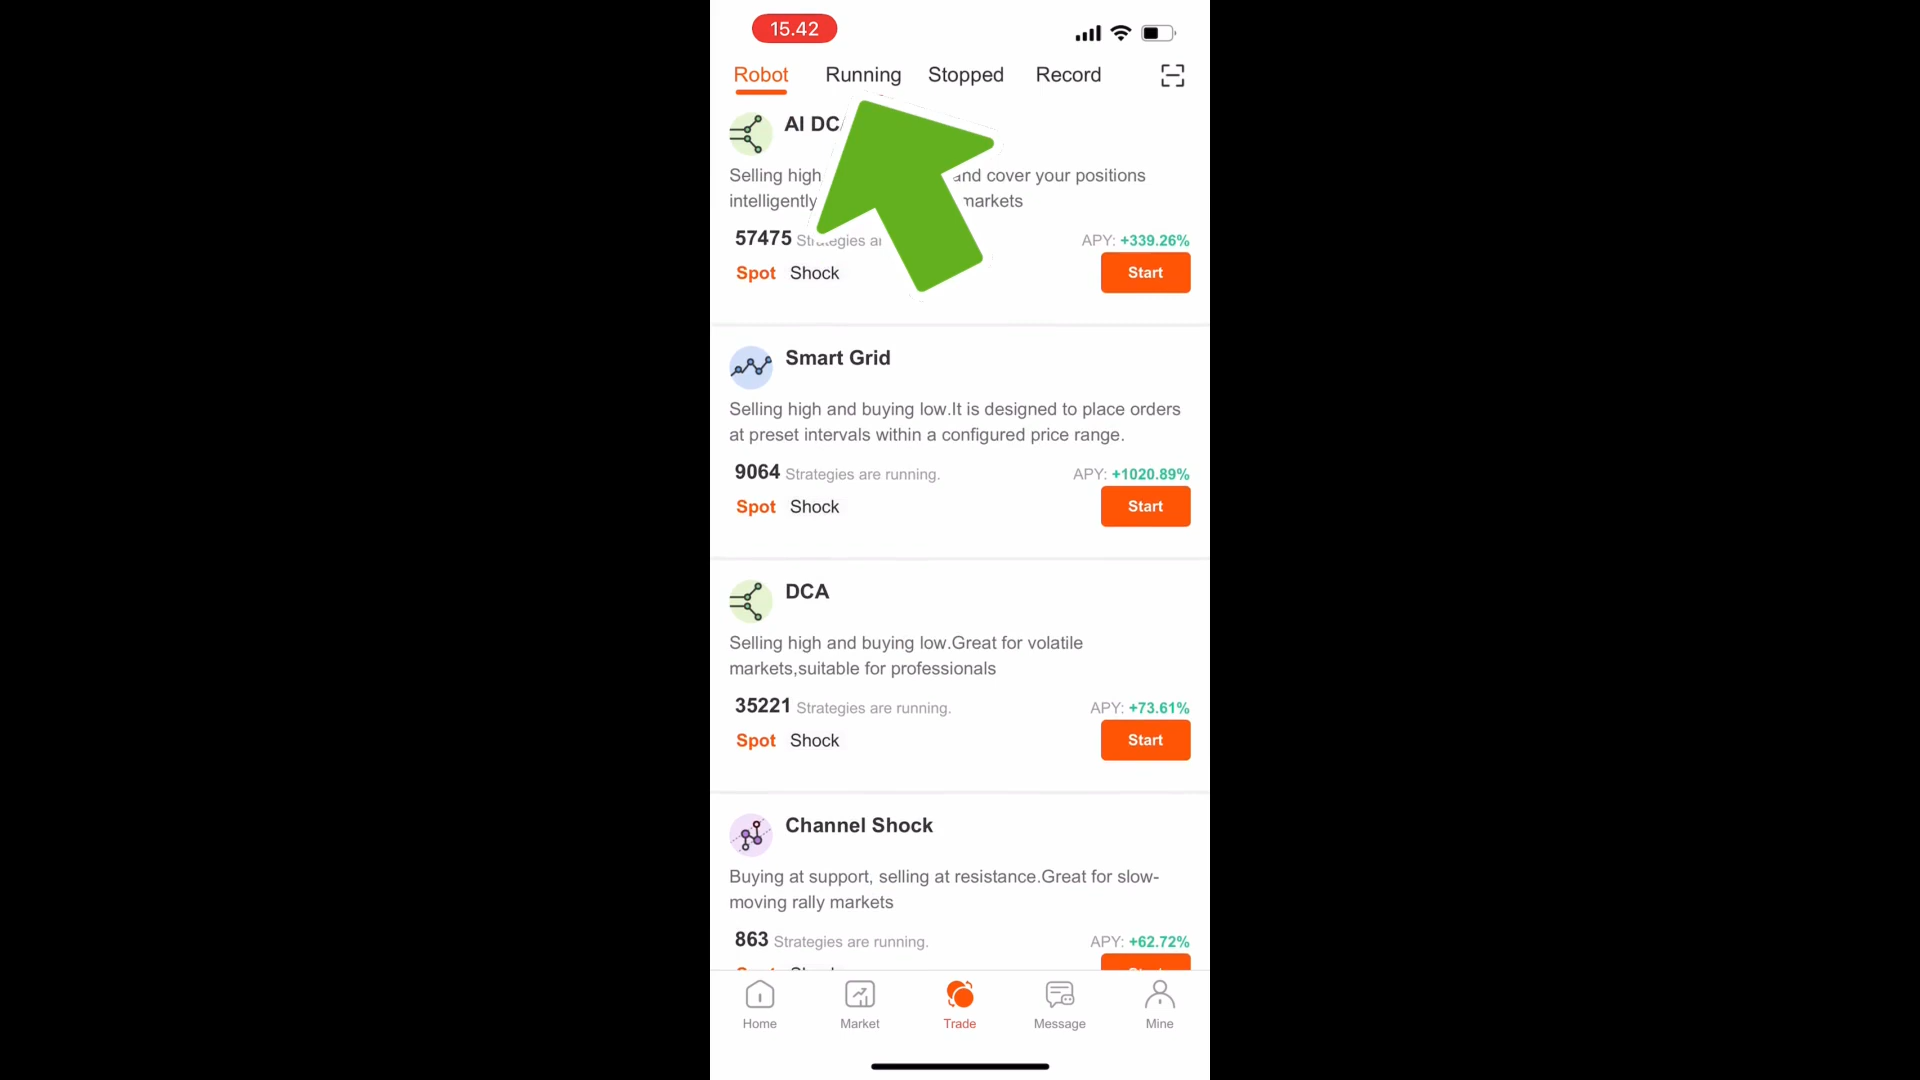 15.42
Robot Running Stopped Record
AI DC
Selling high and cover your positions
intelligently markets
57475 Strategies APY: +339.26%
Spot Shock Start
Smart Grid
Selling high and buying low.It is designed to place orders
at preset intervals within a configured price range.
9064 Strategies are running. APY: +1020.89%
Spot Shock Start
DCA
Selling high and buying low.Great for volatile
markets,suitable for professionals
35221 Strategies are running. APY: +73.61%
Spot Shock Start
Channel Shock
Buying at support, selling at resistance.Great for slow-
moving rally markets
863 Strategies are running. APY: +62.72%
Home Market Trade Message Mine